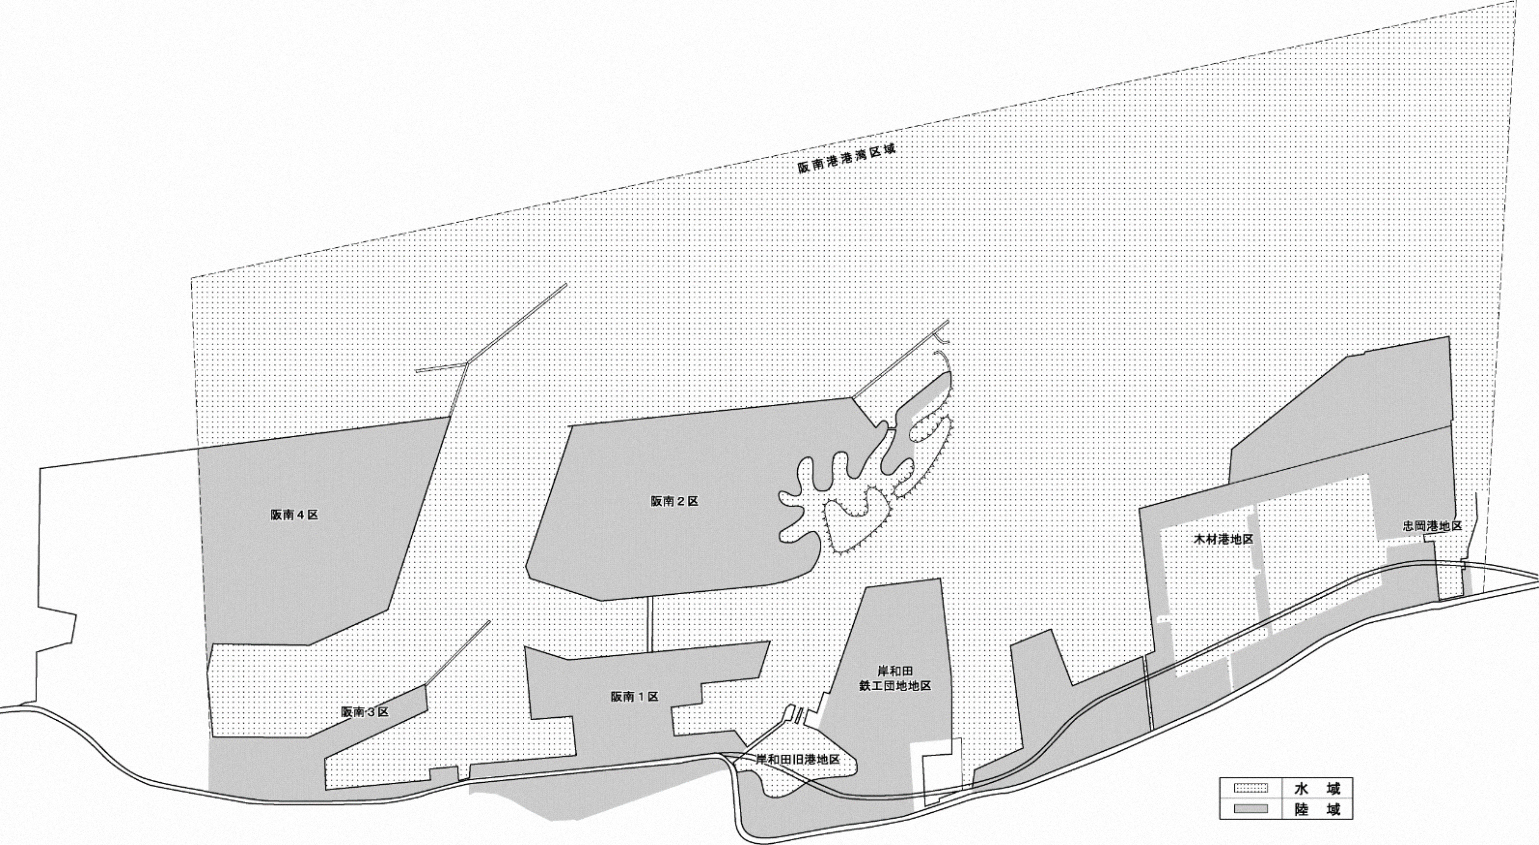 阪南港港湾区域
阪南4区
阪南2区
忠岡港地区
木材港地区
岸和田
鉄工団地地区
阪南1区
阪南3区
岸和田旧港地区
水 域
陸 域